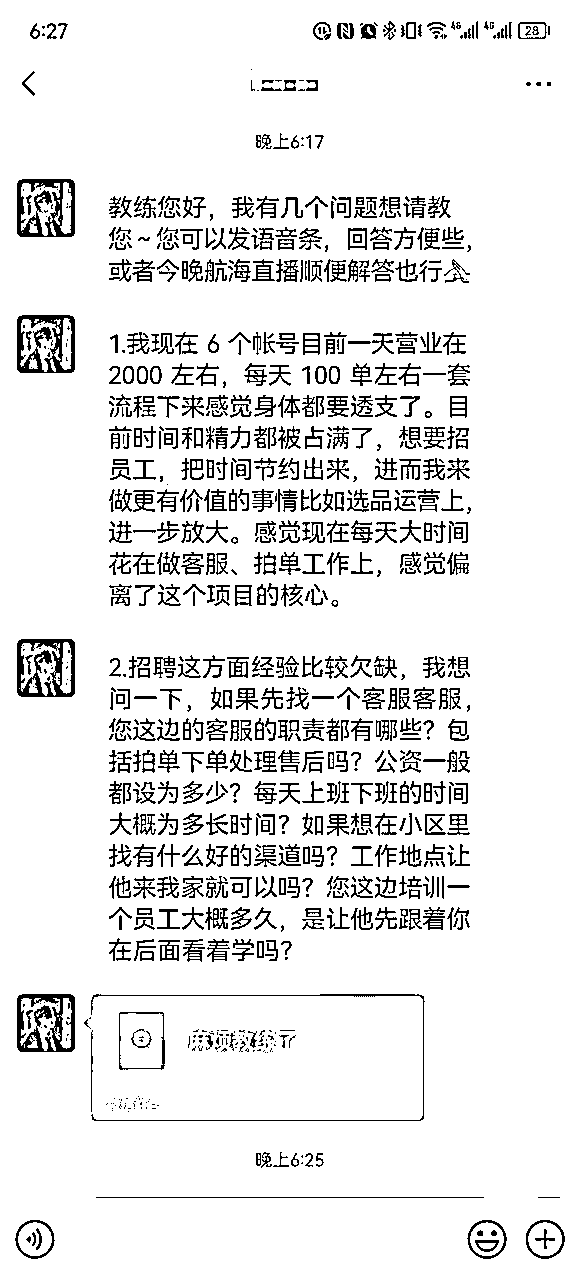 6:27
4G
4G
28
晚上6:17
教练您好，我有几个问题想请教
您~您可以发语音条，回答方便些，
或者今晚航海直播顺便解答也行
1.我现在 6 个帐号目前一天营业在
2000 左右，每天 100 单左右一套
流程下来感觉身体都要透支了。目
前时间和精力都被占满了，想要招
员工，把时间节约出来，进而我来
做更有价值的事情比如选品运营上，
进一步放大。感觉现在每天大时间
花在做客服、拍单工作上，感觉偏
离了这个项目的核心。
2.招聘这方面经验比较欠缺，我想
问一下，如果先找一个客服客服，
您这边的客服的职责都有哪些？包
括拍单下单处理售后吗？公资一般
都设为多少？每天上班下班的时间
大概为多长时间？如果想在小区里
找有什么好的渠道吗？工作地点让
他来我家就可以吗？您这边培训一
个员工大概多久，是让他先跟着你
在后面看着学吗？
麻烦教练了
晚上6:25